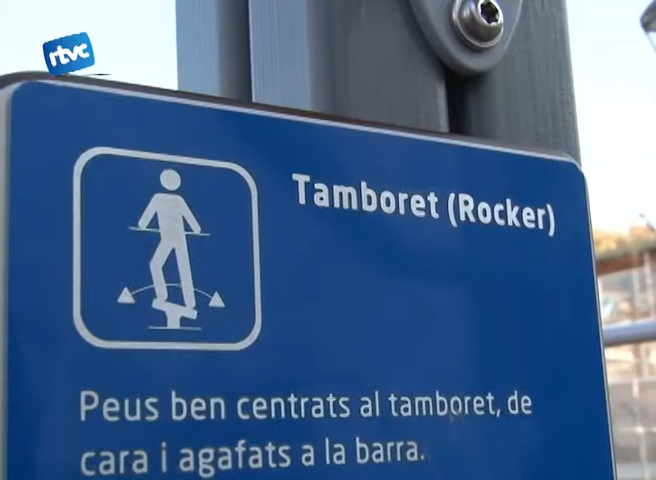 rtvc
Tamboret (Rocker)
Peus ben centrats al tamboret, de
cara i agafats a la barra.